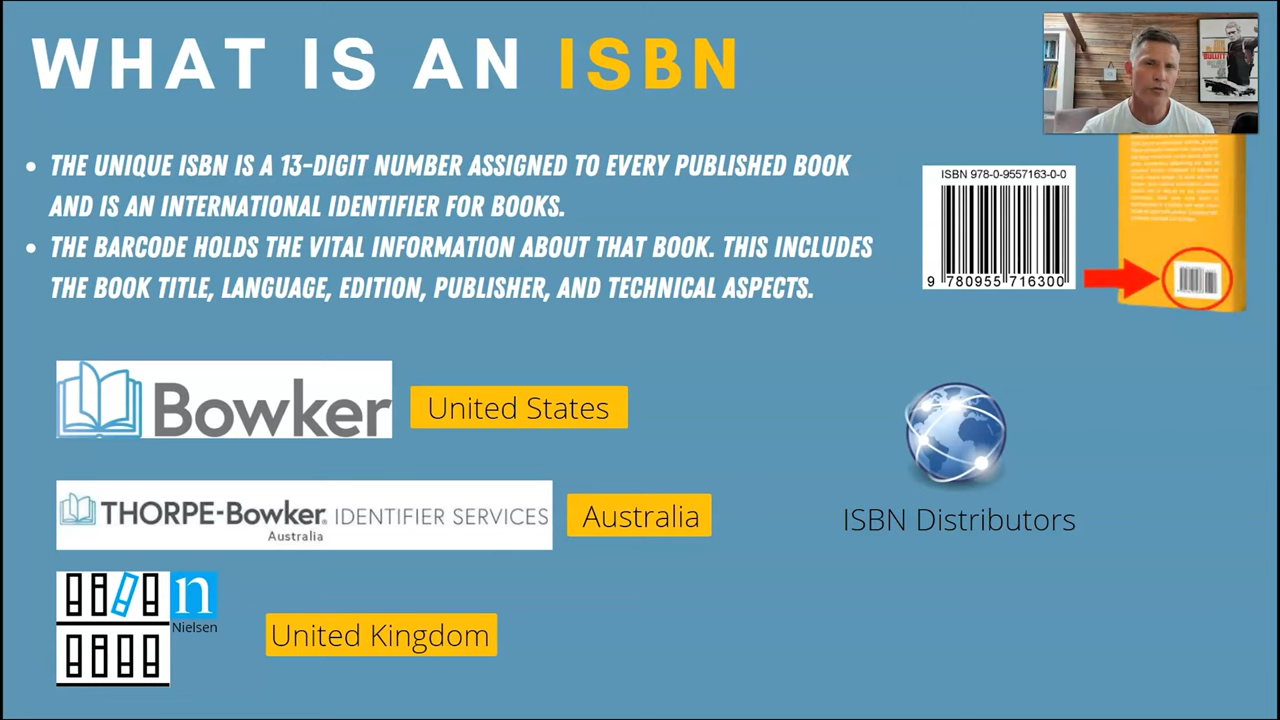 WHAT IS AN ISBN
• THE UNIQUE ISBN IS A 13-DIGIT NUMBER ASSIGNED TO EVERY PUBLISHED BOOK
AND IS AN INTERNATIONAL IDENTIFIER FOR BOOKS.
• THE BARCODE HOLDS THE VITAL INFORMATION ABOUT THAT BOOK. THIS INCLUDES
THE BOOK TITLE, LANGUAGE, EDITION, PUBLISHER, AND TECHNICAL ASPECTS.
ISBN 978-0-9557163-0-0
9 780955 716300
Bowker
United States
THORPE-Bowker® IDENTIFIER SERVICES
Australia
Australia
ISBN Distributors
n
Nielsen
United Kingdom
BULLITT